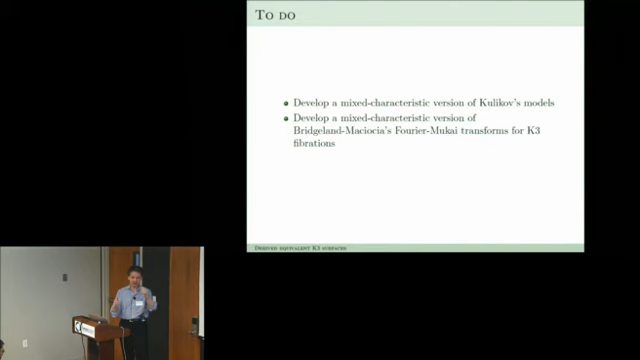 To do
Develop a mixed-characteristic version of Kulikov's models
Develop a mixed-characteristic version of
Bridgeland-Maciocia's Fourier-Mukai transforms for K3
fibrations
Derived equivalent K3 surfaces